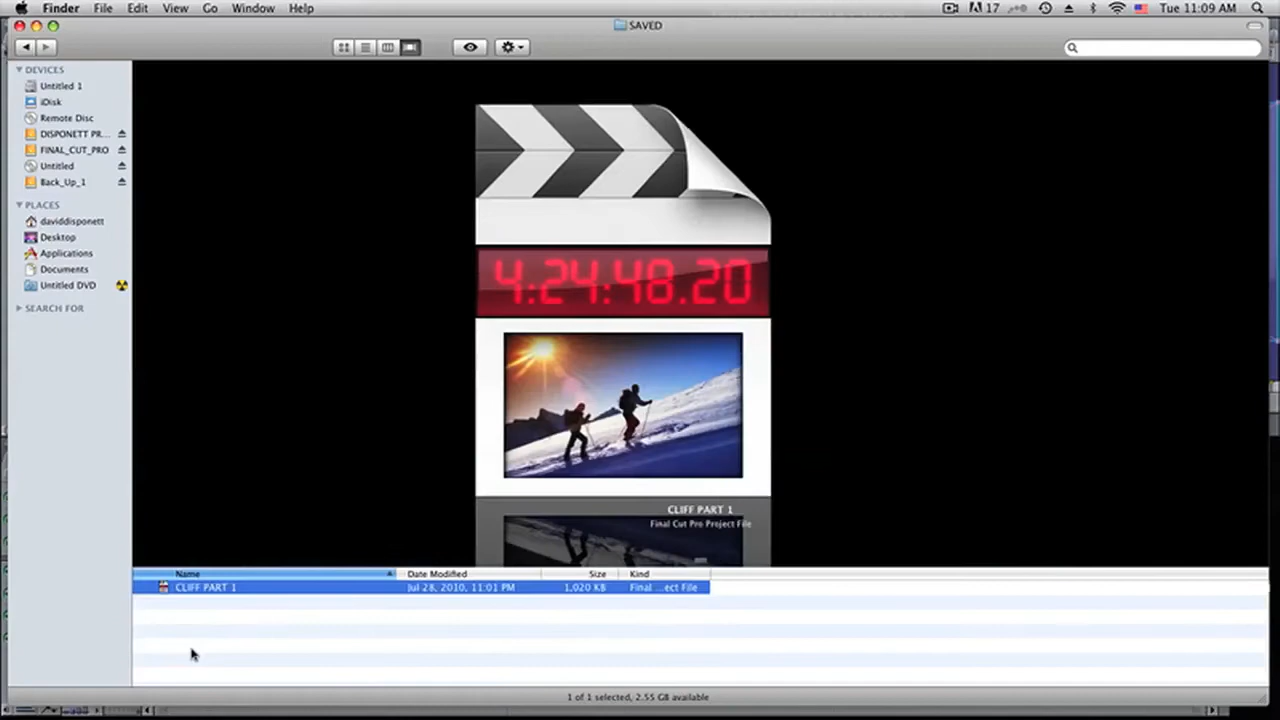 Finder File Edit View Go Window Help 17 Tue 11:09 AM
SAVED
DEVICES
Untitled 1
iDisk
Remote Disc
DISPONETT PR...
FINAL_CUT_PRO
Untitled
Back_Up_1
PLACES
daviddisponett
Desktop
Applications
Documents
Untitled DVD
SEARCH FOR
4:24:48.20
CLIFF PART 1
Final Cut Pro Project File
Name Date Modified Size Kind
CLIFF PART 1 Jul 28, 2010, 11:01 PM 1,020 KB Final ...ect File
1 of 1 selected, 2.55 GB available